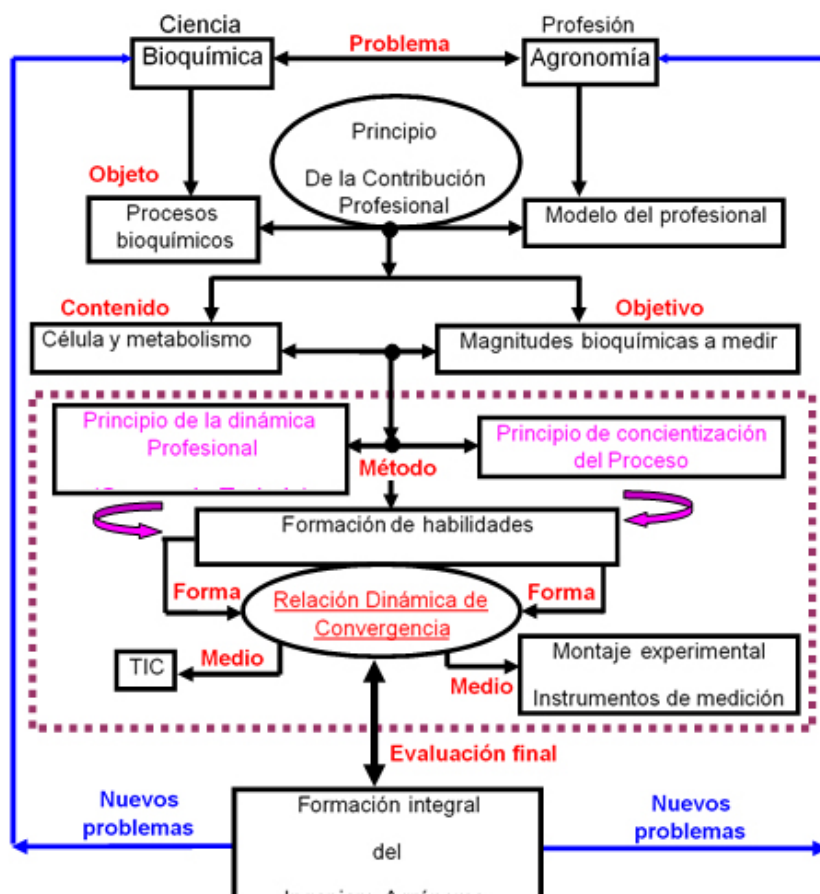 Ciencia
Profesión
Bioquímica
Problema
Agronomía
Principio
De la Contribución
Profesional
Objeto
Procesos
bioquímicos
Modelo del profesional
Contenido
Objetivo
Célula y metabolismo
Magnitudes bioquímicas a medir
Principio de la dinámica
Profesional
Principio de concientización
del Proceso
Método
Formación de habilidades
Forma
Forma
Relación Dinámica de
Convergencia
TIC
Medio
Medio
Montaje experimental
Instrumentos de medición
Evaluación final
Nuevos
problemas
Formación integral
del
Nuevos
problemas